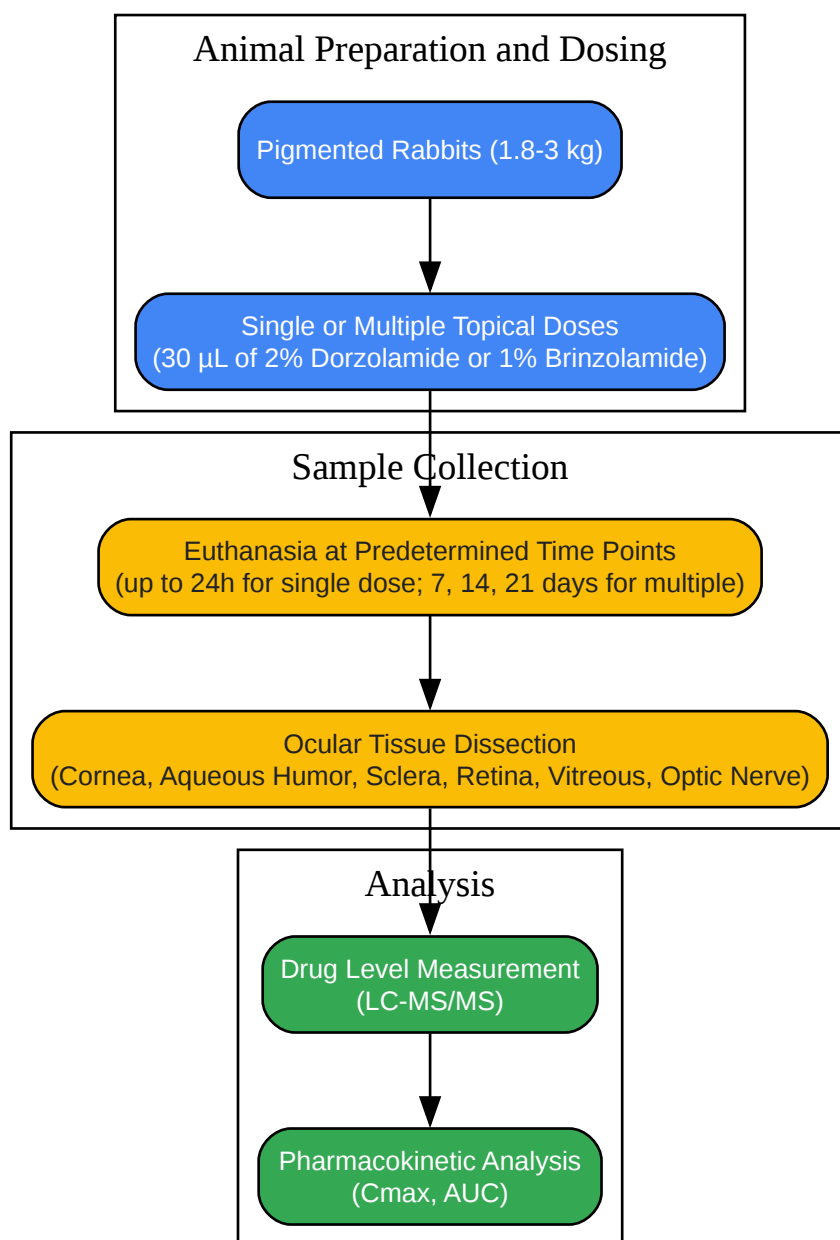 Animal Preparation and Dosing
Pigmented Rabbits (1.8-3 kg)
Single or Multiple Topical Doses
(30 µL of 2% Dorzolamide or 1% Brinzolamide)
Sample Collection
Euthanasia at Predetermined Time Points
(up to 24h for single dose; 7, 14, 21 days for multiple)
Ocular Tissue Dissection
(Cornea, Aqueous Humor, Sclera, Retina, Vitreous, Optic Nerve)
Analysis
Drug Level Measurement
(LC-MS/MS)
Pharmacokinetic Analysis
(Cmax, AUC)